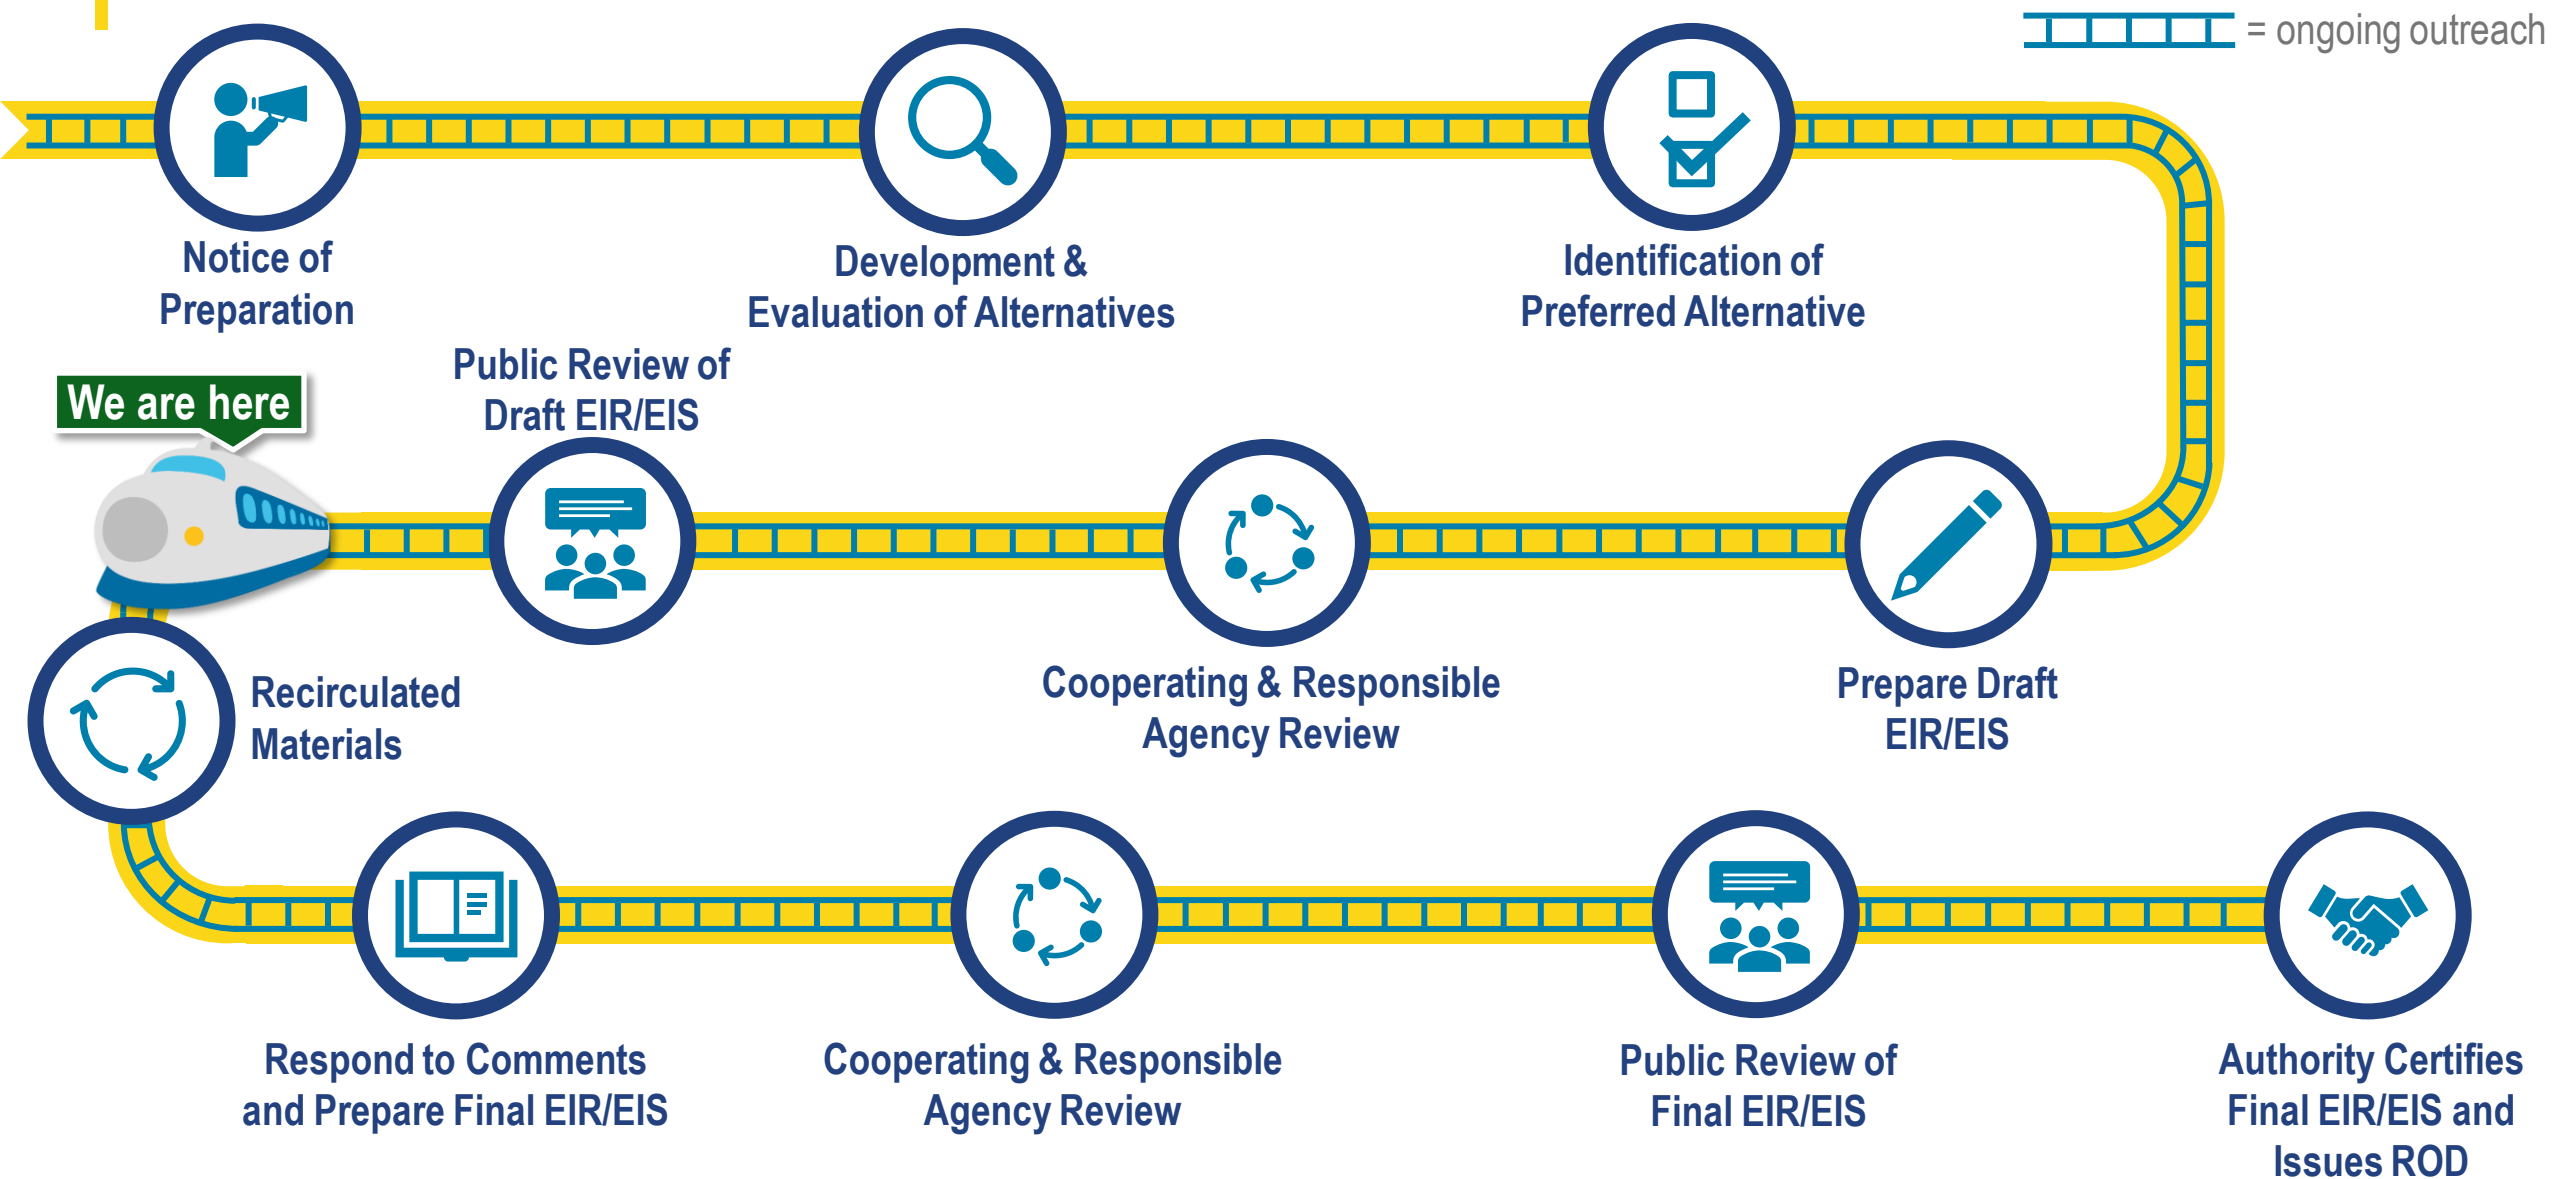 = ongoing outreach
Notice of
Preparation
Development &
Evaluation of Alternatives
Identification of
Preferred Alternative
We are here
Public Review of
Draft EIR/EIS
Cooperating & Responsible
Agency Review
Prepare Draft
EIR/EIS
Recirculated
Materials
Respond to Comments
and Prepare Final EIR/EIS
Cooperating & Responsible
Agency Review
Public Review of
Final EIR/EIS
Authority Certifies
Final EIR/EIS and
Issues ROD